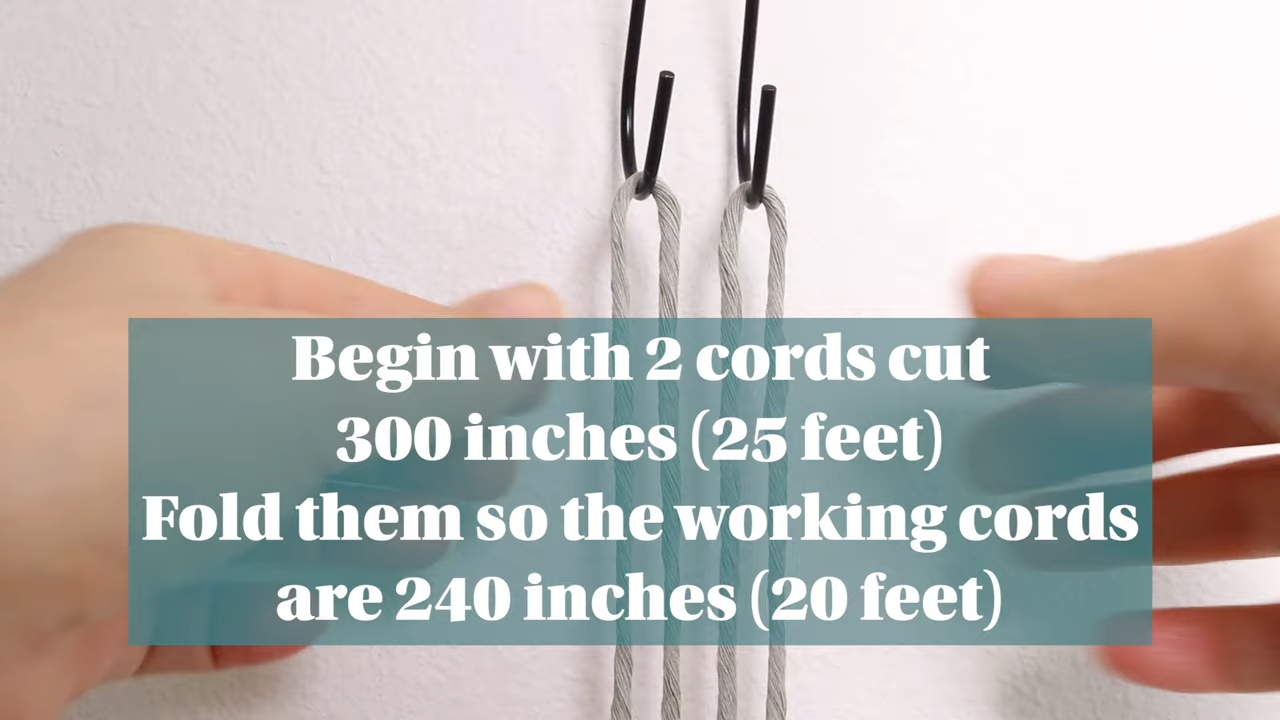 Begin with 2 cords cut
300 inches (25 feet)
Fold them so the working cords
are 240 inches (20 feet)